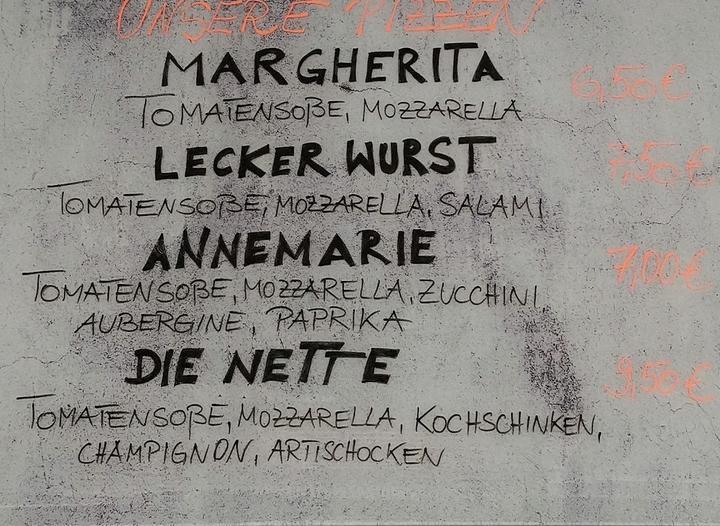 UNSERE PIZZEN
MARGHERITA 6,50€
TOMATENSOßE, MOZZARELLA
LECKER WURST 7,50€
TOMATENSOßE, MOZZARELLA, SALAMI
ANNEMARIE 7,00€
TOMATENSOßE, MOZZARELLA, ZUCCHINI,
AUBERGINE, PAPRIKA
DIE NETTE 9,50€
TOMATENSOßE, MOZZARELLA, KOCHSCHINKEN,
CHAMPIGNON, ARTISCHOCKEN